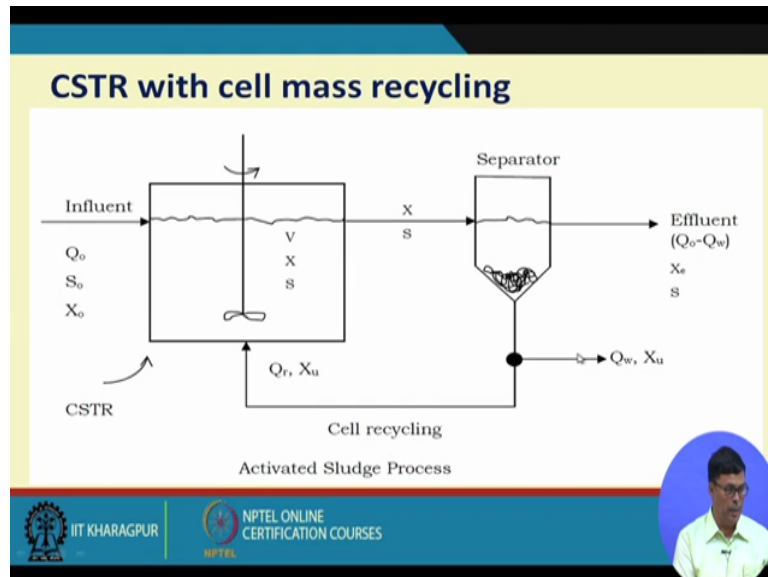 CSTR with cell mass recycling
Separator
Influent
Qₒ
Sₒ
Xₒ
V
X
S
X
S
Effluent
(Qₒ-Q𝓌)
Xₑ
S
Qᵣ, Xᵤ
Q𝓌, Xᵤ
CSTR
Cell recycling
Activated Sludge Process
IIT KHARAGPUR
NPTEL
NPTEL ONLINE
CERTIFICATION COURSES